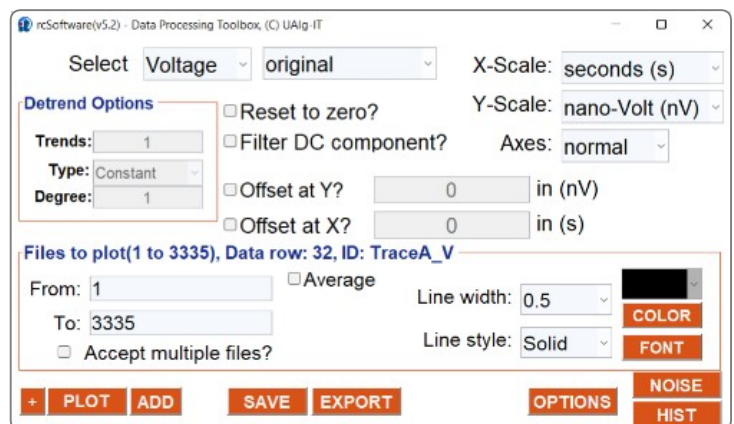 rcSoftware(v5.2) - Data Processing Toolbox, (C) UAlg-IT
Select Voltage original X-Scale: seconds (s)
Detrend Options
Reset to zero? Y-Scale: nano-Volt (nV)
Trends: 1 Filter DC component? Axes: normal
Type: Constant
Degree: 1 Offset at Y? 0 in (nV)
Offset at X? 0 in (s)
Files to plot(1 to 3335), Data row: 32, ID: TraceA_V
From: 1 Average Line width: 0.5 COLOR
To: 3335 Line style: Solid FONT
Accept multiple files?
+ PLOT ADD SAVE EXPORT OPTIONS NOISE
HIST